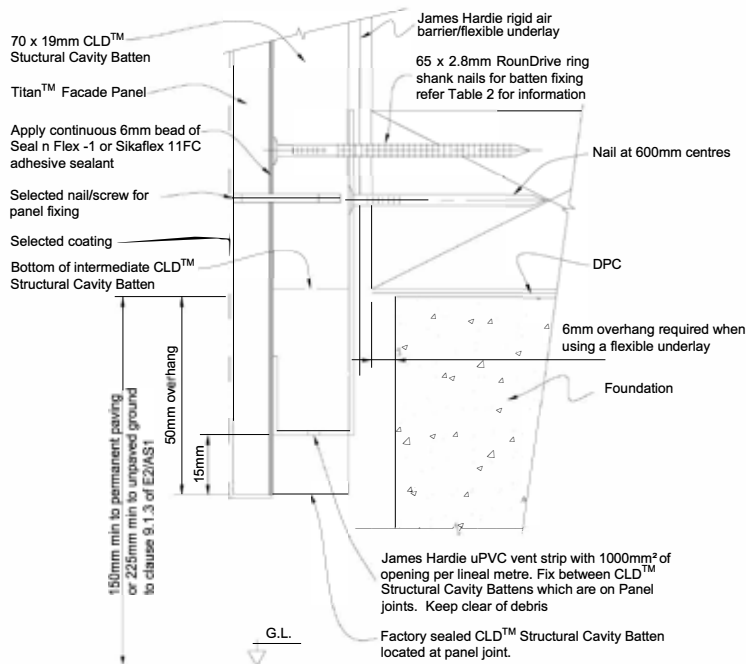 70 x 19mm CLD™
Stuctural Cavity Batten
Titan™ Facade Panel
Apply continuous 6mm bead of
Seal n Flex -1 or Sikaflex 11FC
adhesive sealant
Selected nail/screw for
panel fixing
Selected coating
Bottom of intermediate CLD™
Structural Cavity Batten
James Hardie rigid air
barrier/flexible underlay
65 x 2.8mm RounDrive ring
shank nails for batten fixing
refer Table 2 for information
Nail at 600mm centres
DPC
6mm overhang required when
using a flexible underlay
Foundation
150mm min to permanent paving
or 225mm min to unpaved ground
to clause 9.1.3 of E2/AS1
50mm overhang
15mm
James Hardie uPVC vent strip with 1000mm² of
opening per lineal metre. Fix between CLD™
Structural Cavity Battens which are on Panel
joints. Keep clear of debris
Factory sealed CLD™ Structural Cavity Batten
located at panel joint.
G.L.